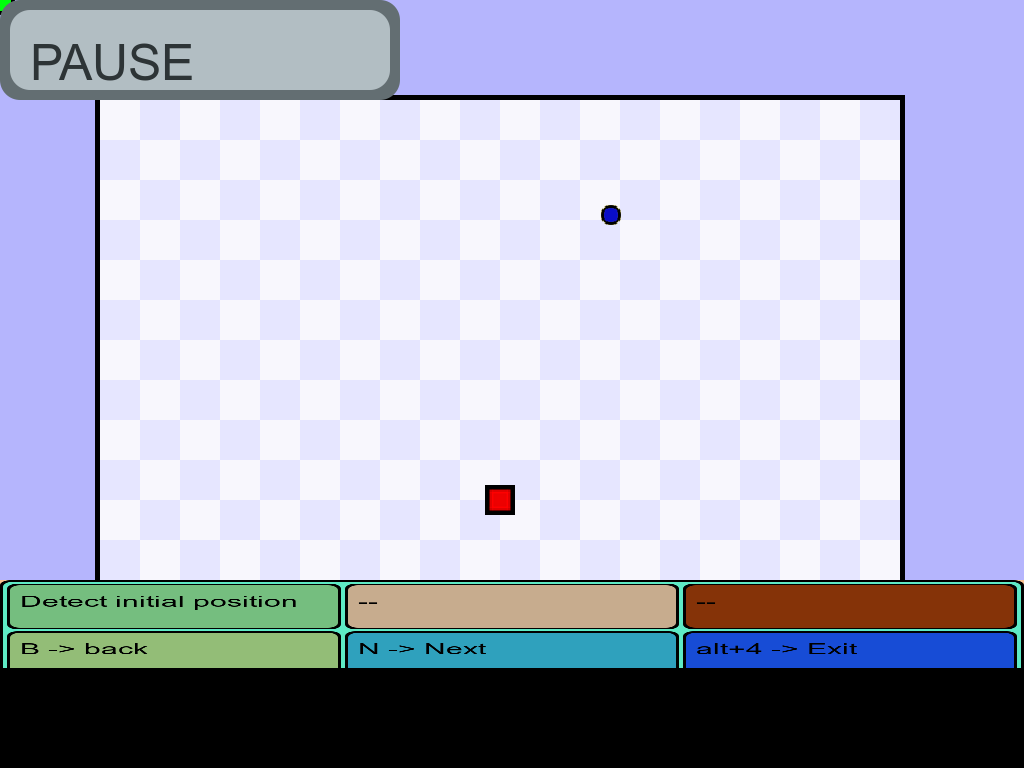 PAUSE
Detect initial position
--
--
B -> back
N -> Next
alt+4 -> Exit